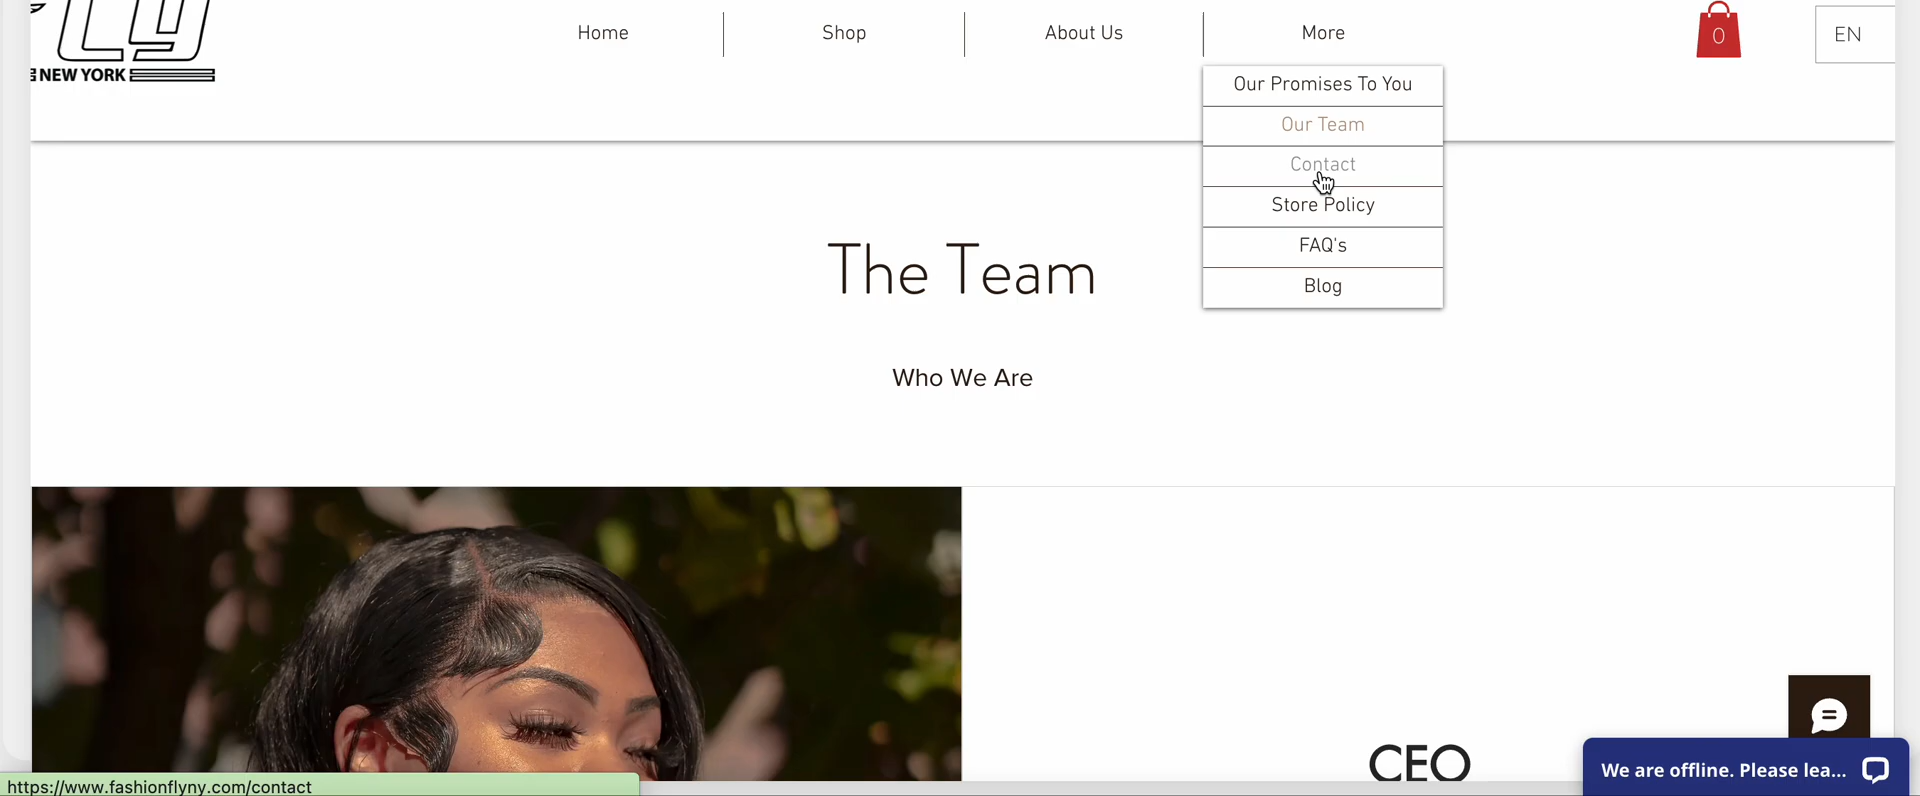 NEW YORK
Home
Shop
About Us
More
0
EN
Our Promises To You
Our Team
Contact
Store Policy
FAQ's
Blog
The Team
Who We Are
CEO
We are offline. Please lea...
https://www.fashionflyny.com/contact